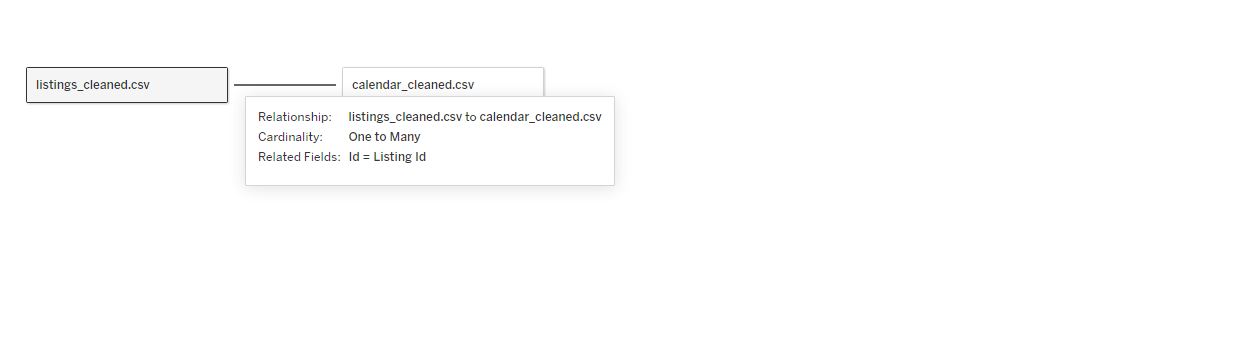 listings_cleaned.csv
calendar_cleaned.csv
Relationship: listings_cleaned.csv to calendar_cleaned.csv
Cardinality: One to Many
Related Fields: Id = Listing Id